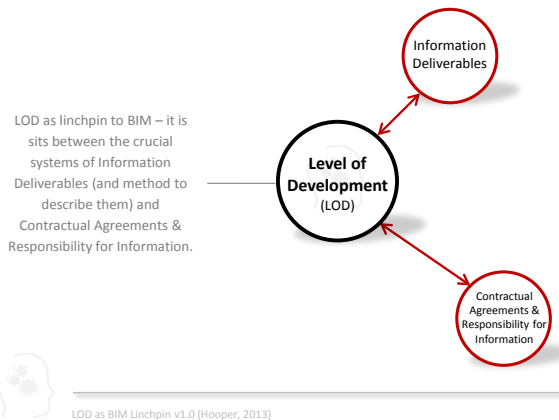 Information
Deliverables
LOD as linchpin to BIM – it is
sits between the crucial
systems of Information
Deliverables (and method to
describe them) and
Contractual Agreements &
Responsibility for Information.
Level of
Development
(LOD)
Contractual
Agreements &
Responsibility for
Information
LOD as BIM Linchpin v1.0 (Hooper, 2013)